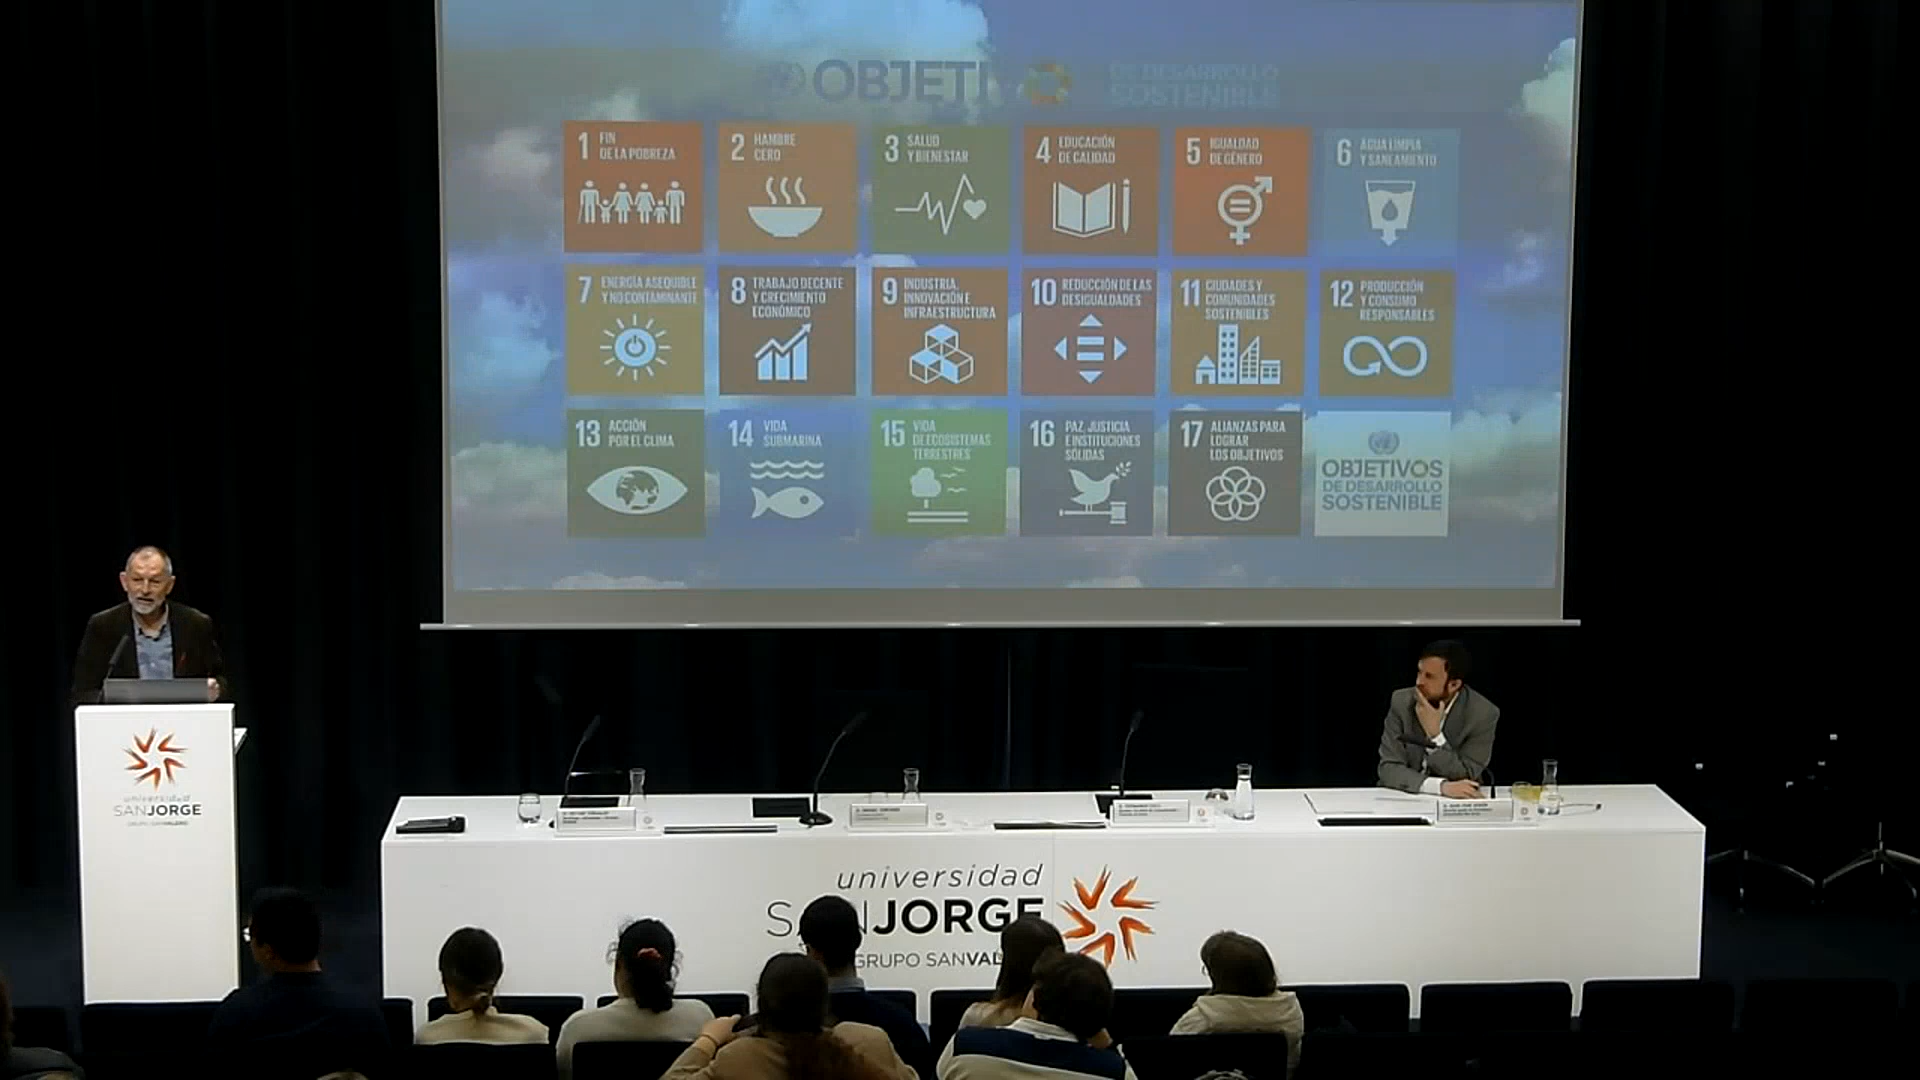 OBJETIV
DE DESARROLLO
SOSTENIBLE
1 FIN
DE LA POBREZA
2 HAMBRE
CERO
3 SALUD
Y BIENESTAR
4 EDUCACIÓN
DE CALIDAD
5 IGUALDAD
DE GÉNERO
6 AGUA LIMPIA
Y SANEAMIENTO
7 ENERGÍA ASEQUIBLE
Y NO CONTAMINANTE
8 TRABAJO DECENTE
Y CRECIMIENTO
ECONÓMICO
9 INDUSTRIA,
INNOVACIÓN E
INFRAESTRUCTURA
10 REDUCCIÓN DE LAS
DESIGUALDADES
11 CIUDADES Y
COMUNIDADES
SOSTENIBLES
12 PRODUCCIÓN
Y CONSUMO
RESPONSABLES
13 ACCIÓN
POR EL CLIMA
14 VIDA
SUBMARINA
15 VIDA
DE ECOSISTEMAS
TERRESTRES
16 PAZ, JUSTICIA
E INSTITUCIONES
SÓLIDAS
17 ALIANZAS PARA
LOGRAR
LOS OBJETIVOS
OBJETIVOS
DE DESARROLLO
SOSTENIBLE
universidad
SANJORGE
GRUPO SANVALERO
universidad
SANJORGE
GRUPO SANVAL